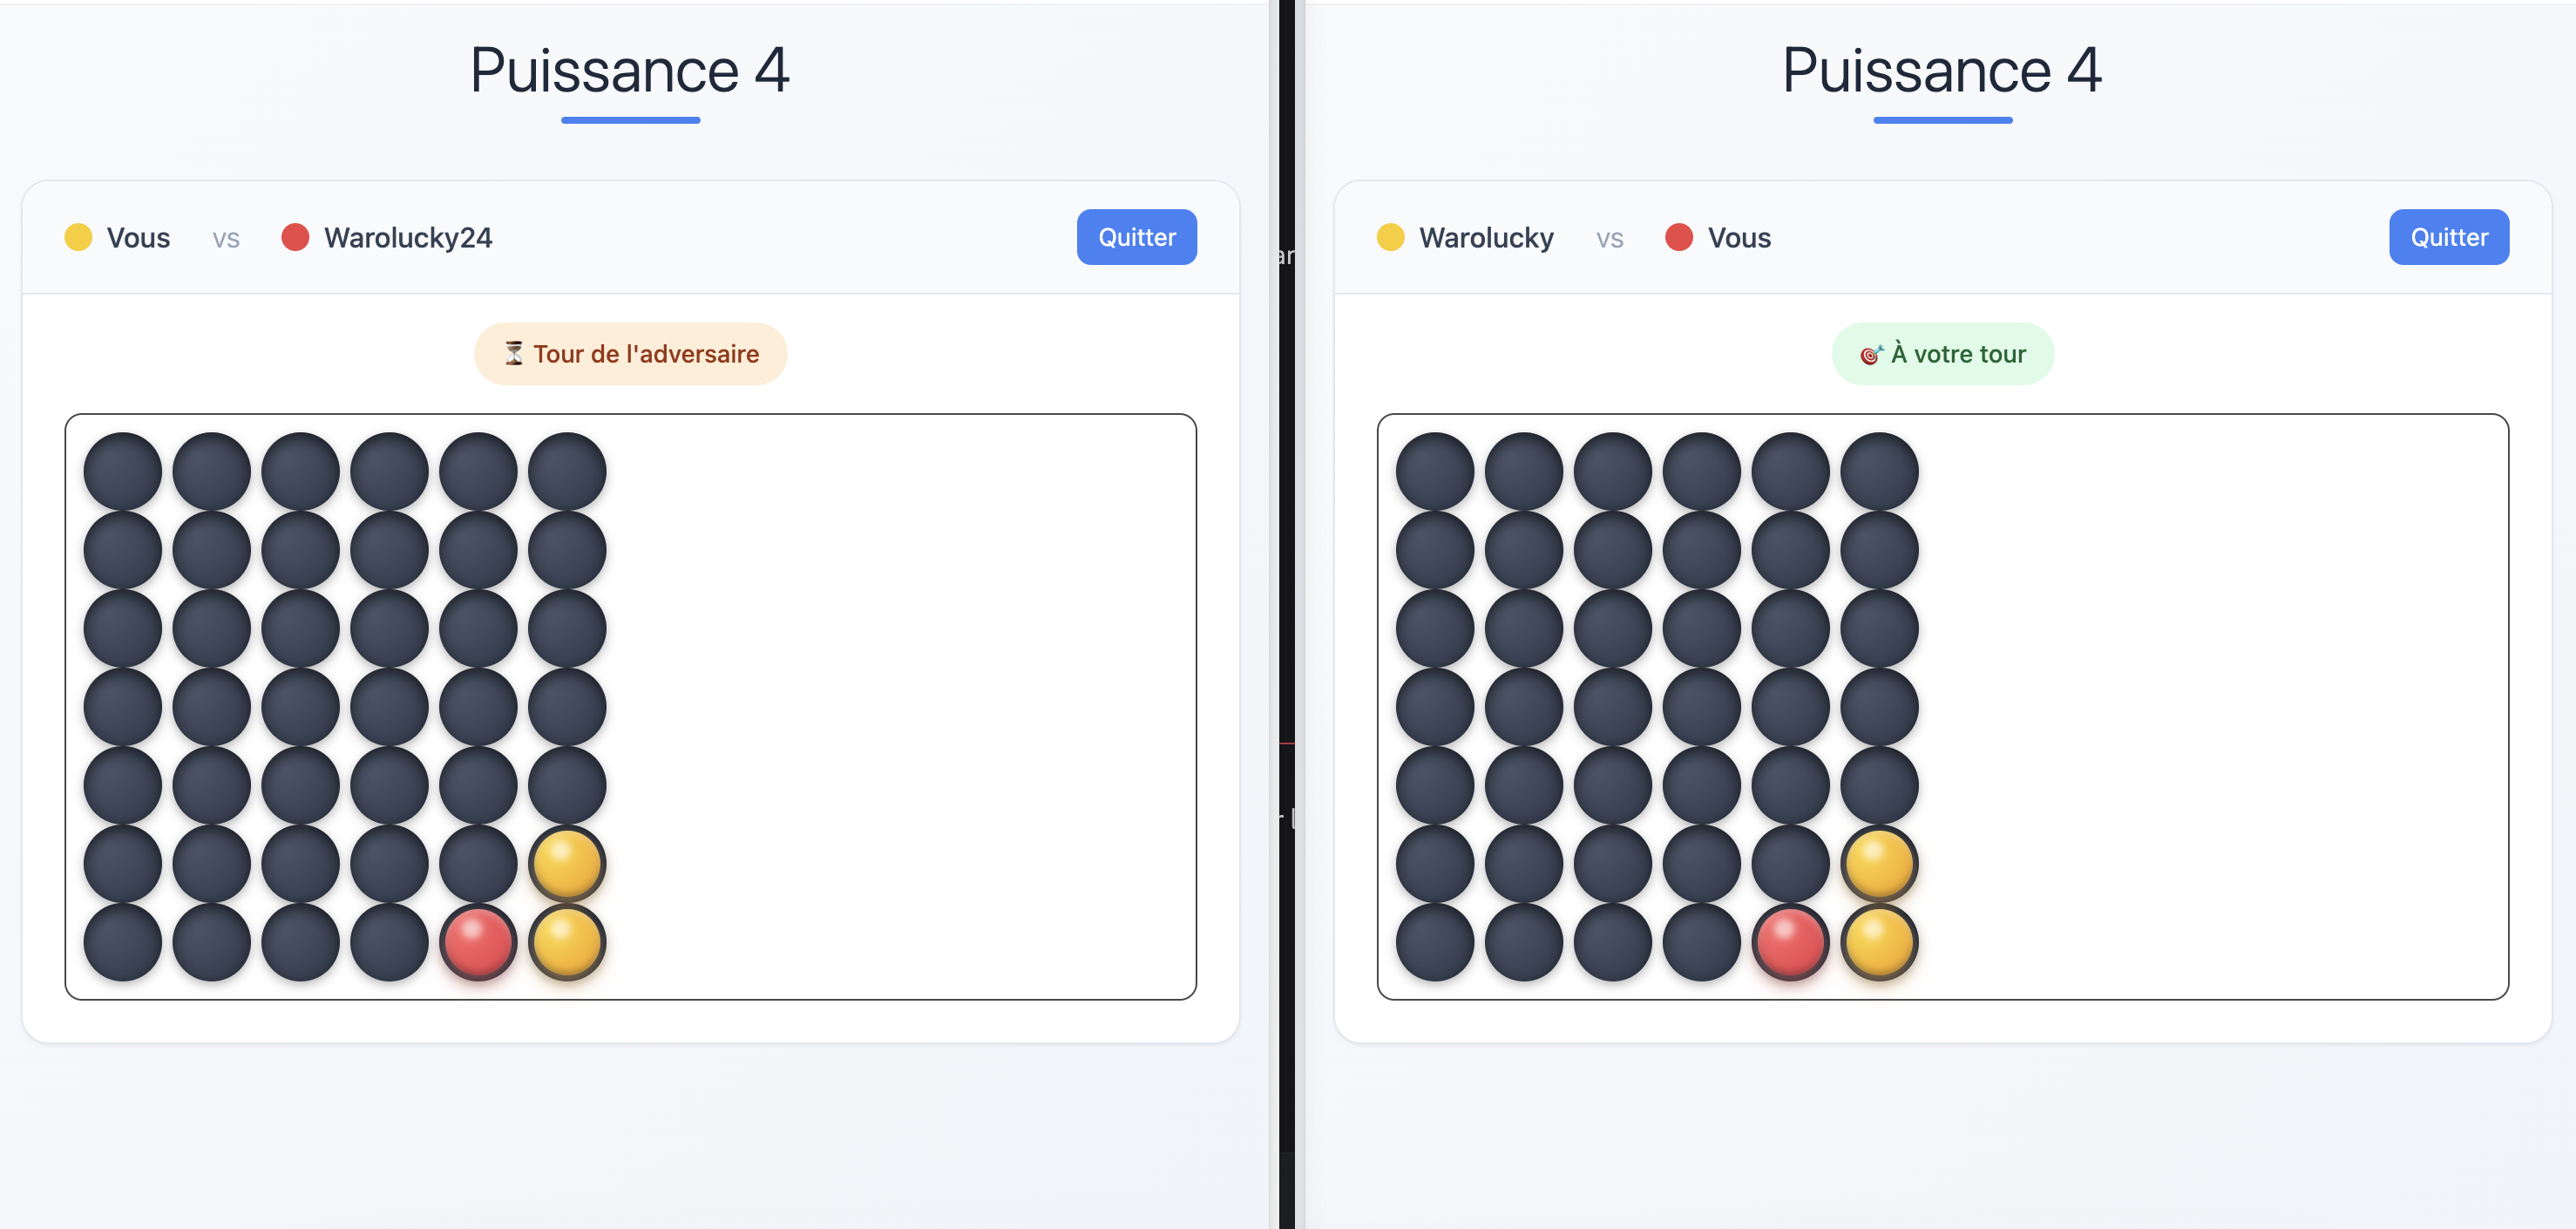 Puissance 4
Vous vs Warolucky24 Quitter
⏳ Tour de l'adversaire
Puissance 4
Warolucky vs Vous Quitter
🎯 À votre tour